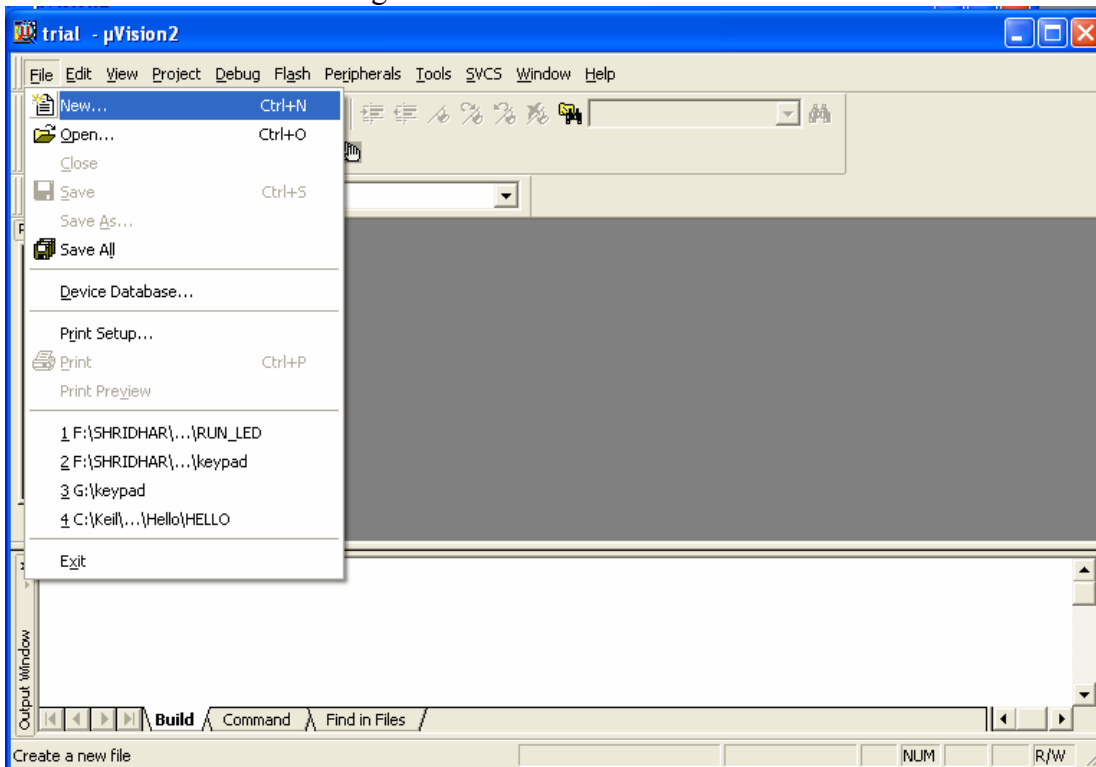 trial - µVision2
File Edit View Project Debug Flash Peripherals Tools SVCS Window Help
New... Ctrl+N
Open... Ctrl+O
Close
Save Ctrl+S
Save As...
Save All
Device Database...
Print Setup...
Print Ctrl+P
Print Preview
1 F:\SHRIDHAR\...\RUN_LED
2 F:\SHRIDHAR\...\keypad
3 G:\keypad
4 C:\Keil\...\Hello\HELLO
Exit
Output Window
Build Command Find in Files
Create a new file NUM R/W